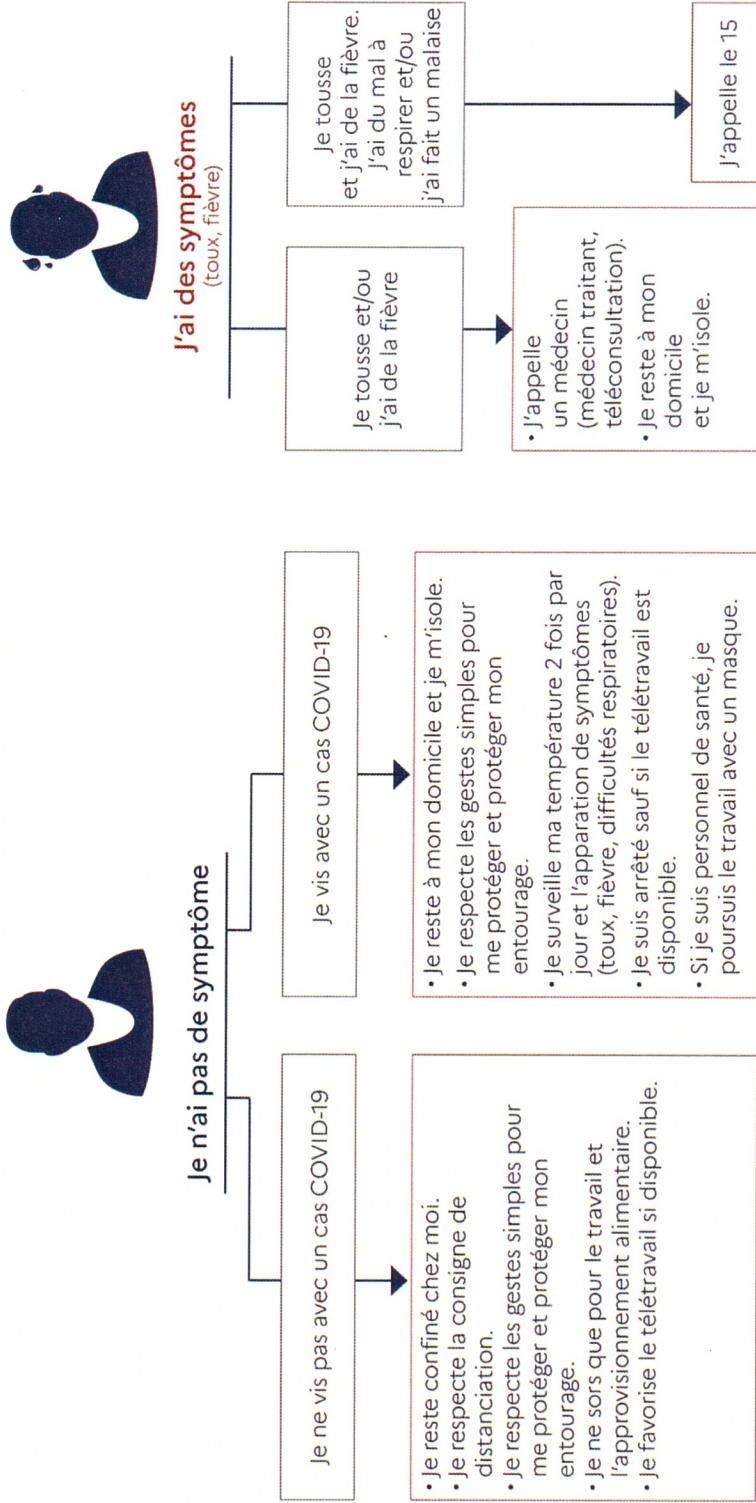 Je n'ai pas de symptôme
Je ne vis pas avec un cas COVID-19
• Je reste confiné chez moi.
• Je respecte la consigne de
distanciation.
• Je respecte les gestes simples pour
me protéger et protéger mon
entourage.
• Je ne sors que pour le travail et
l'approvisionnement alimentaire.
• Je favorise le télétravail si disponible.
Je vis avec un cas COVID-19
• Je reste à mon domicile et je m'isole.
• Je respecte les gestes simples pour
me protéger et protéger mon
entourage.
• Je surveille ma température 2 fois par
jour et l'apparation de symptômes
(toux, fièvre, difficultés respiratoires).
• Je suis arrêté sauf si le télétravail est
disponible.
• Si je suis personnel de santé, je
poursuis le travail avec un masque.
J'ai des symptômes
(toux, fièvre)
Je tousse et/ou
j'ai de la fièvre
• J'appelle
un médecin
(médecin traitant,
téléconsultation).
• Je reste à mon
domicile
et je m'isole.
Je tousse
et j'ai de la fièvre.
J'ai du mal à
respirer et/ou
j'ai fait un malaise
J'appelle le 15